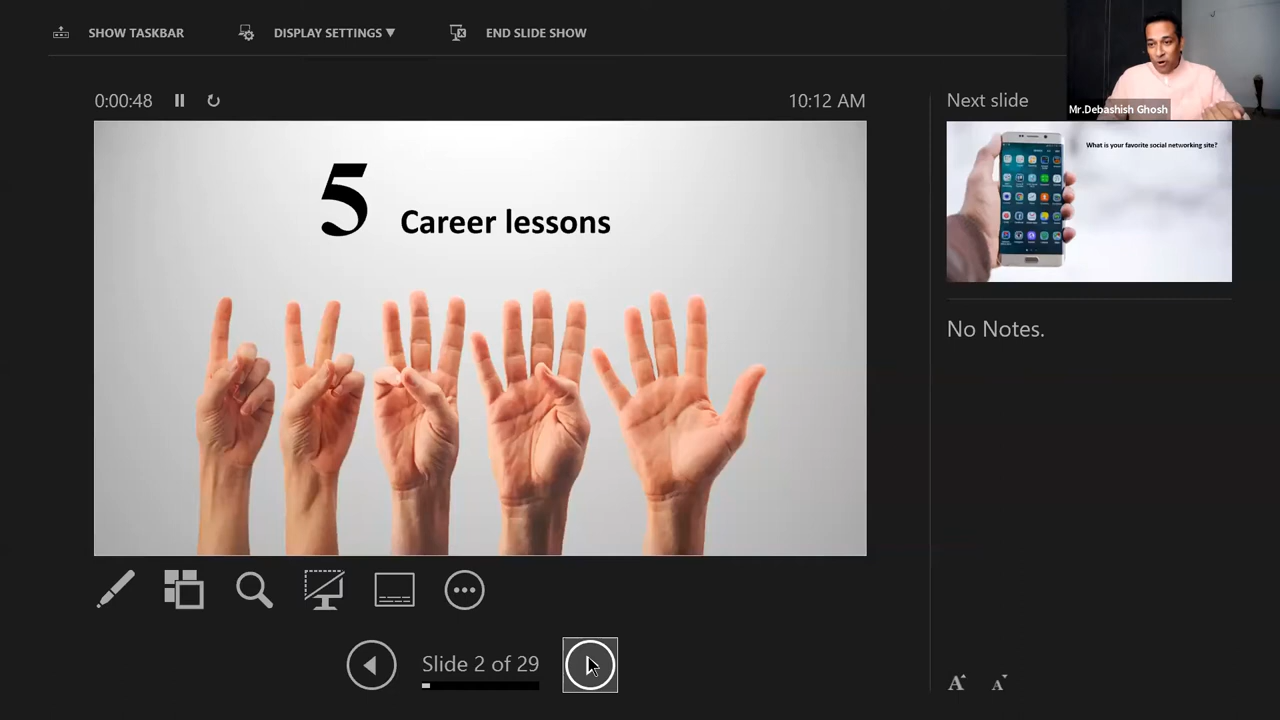 SHOW TASKBAR
DISPLAY SETTINGS ▼
END SLIDE SHOW
0:00:48
10:12 AM
Next slide
Mr.Debashish Ghosh
5 Career lessons
What is your favorite social networking site?
No Notes.
Slide 2 of 29
A A